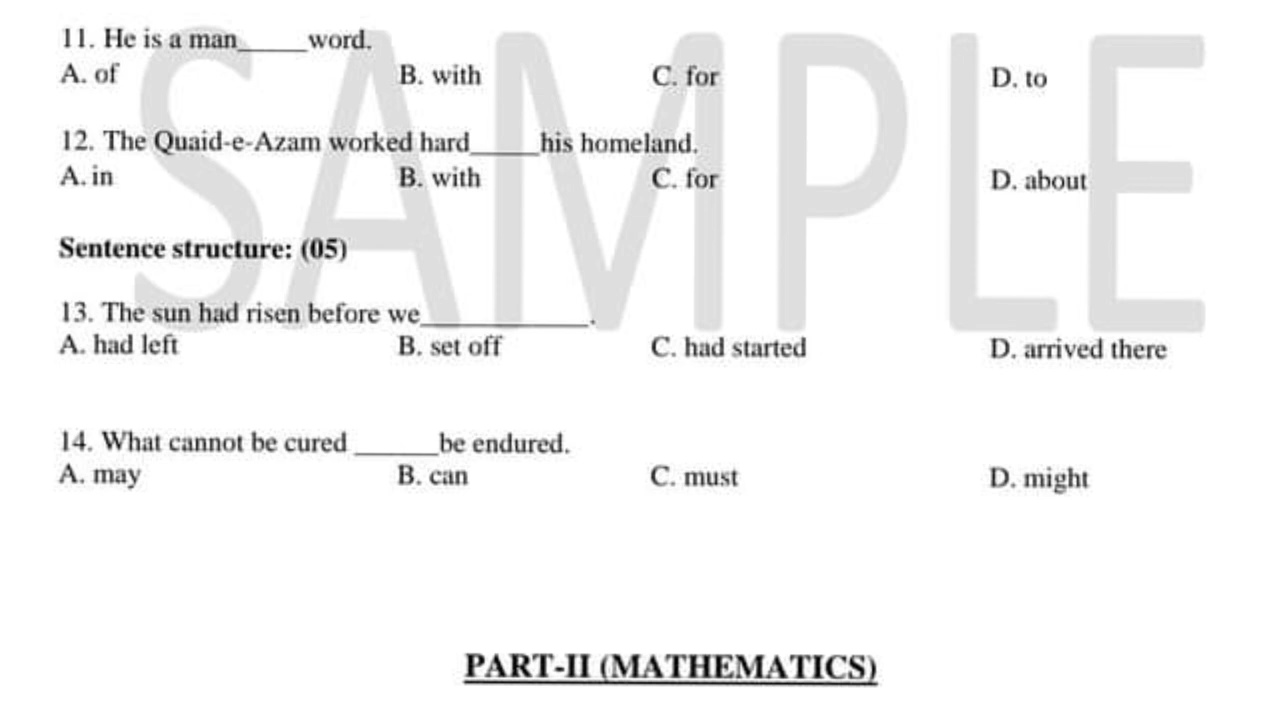 SAMPLE
11. He is a man_____word.
A. of B. with C. for D. to
12. The Quaid-e-Azam worked hard_____his homeland.
A. in B. with C. for D. about
Sentence structure: (05)
13. The sun had risen before we____________.
A. had left B. set off C. had started D. arrived there
14. What cannot be cured ______be endured.
A. may B. can C. must D. might
PART-II (MATHEMATICS)